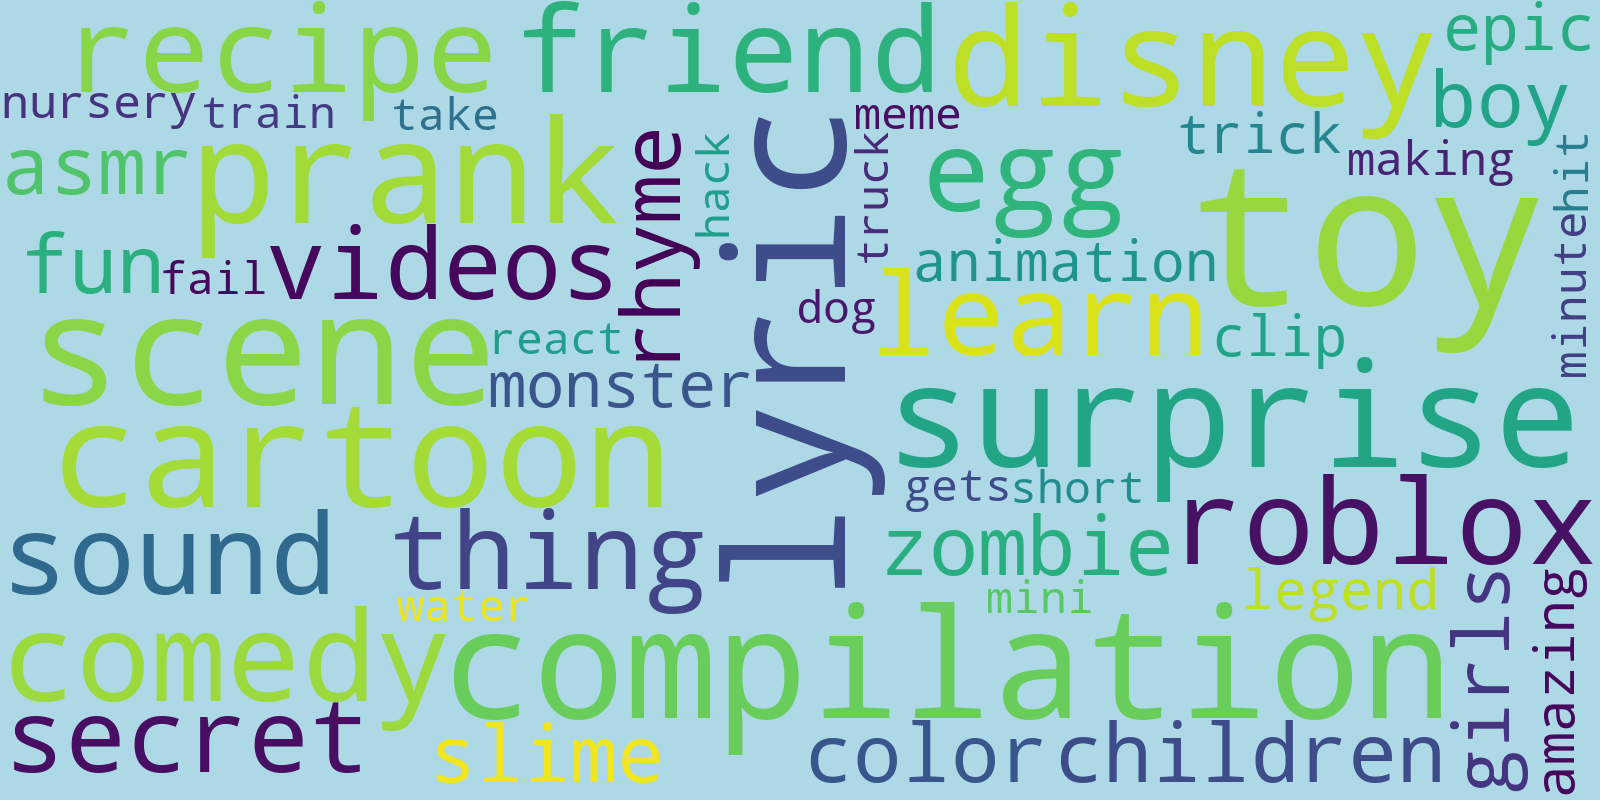 recipe
friend
disney
epic
nursery
train
take
meme
boy
asmr
prank
rhyme
hack
lyric
truck
egg
trick
making
hit
toy
fun
fail
videos
animation
minute
scene
react
dog
learn
clip
monster
cartoon
surprise
gets
short
roblox
sound
thing
zombie
water
mini
legend
girls
amazing
comedy
compilation
secret
slime
color
children